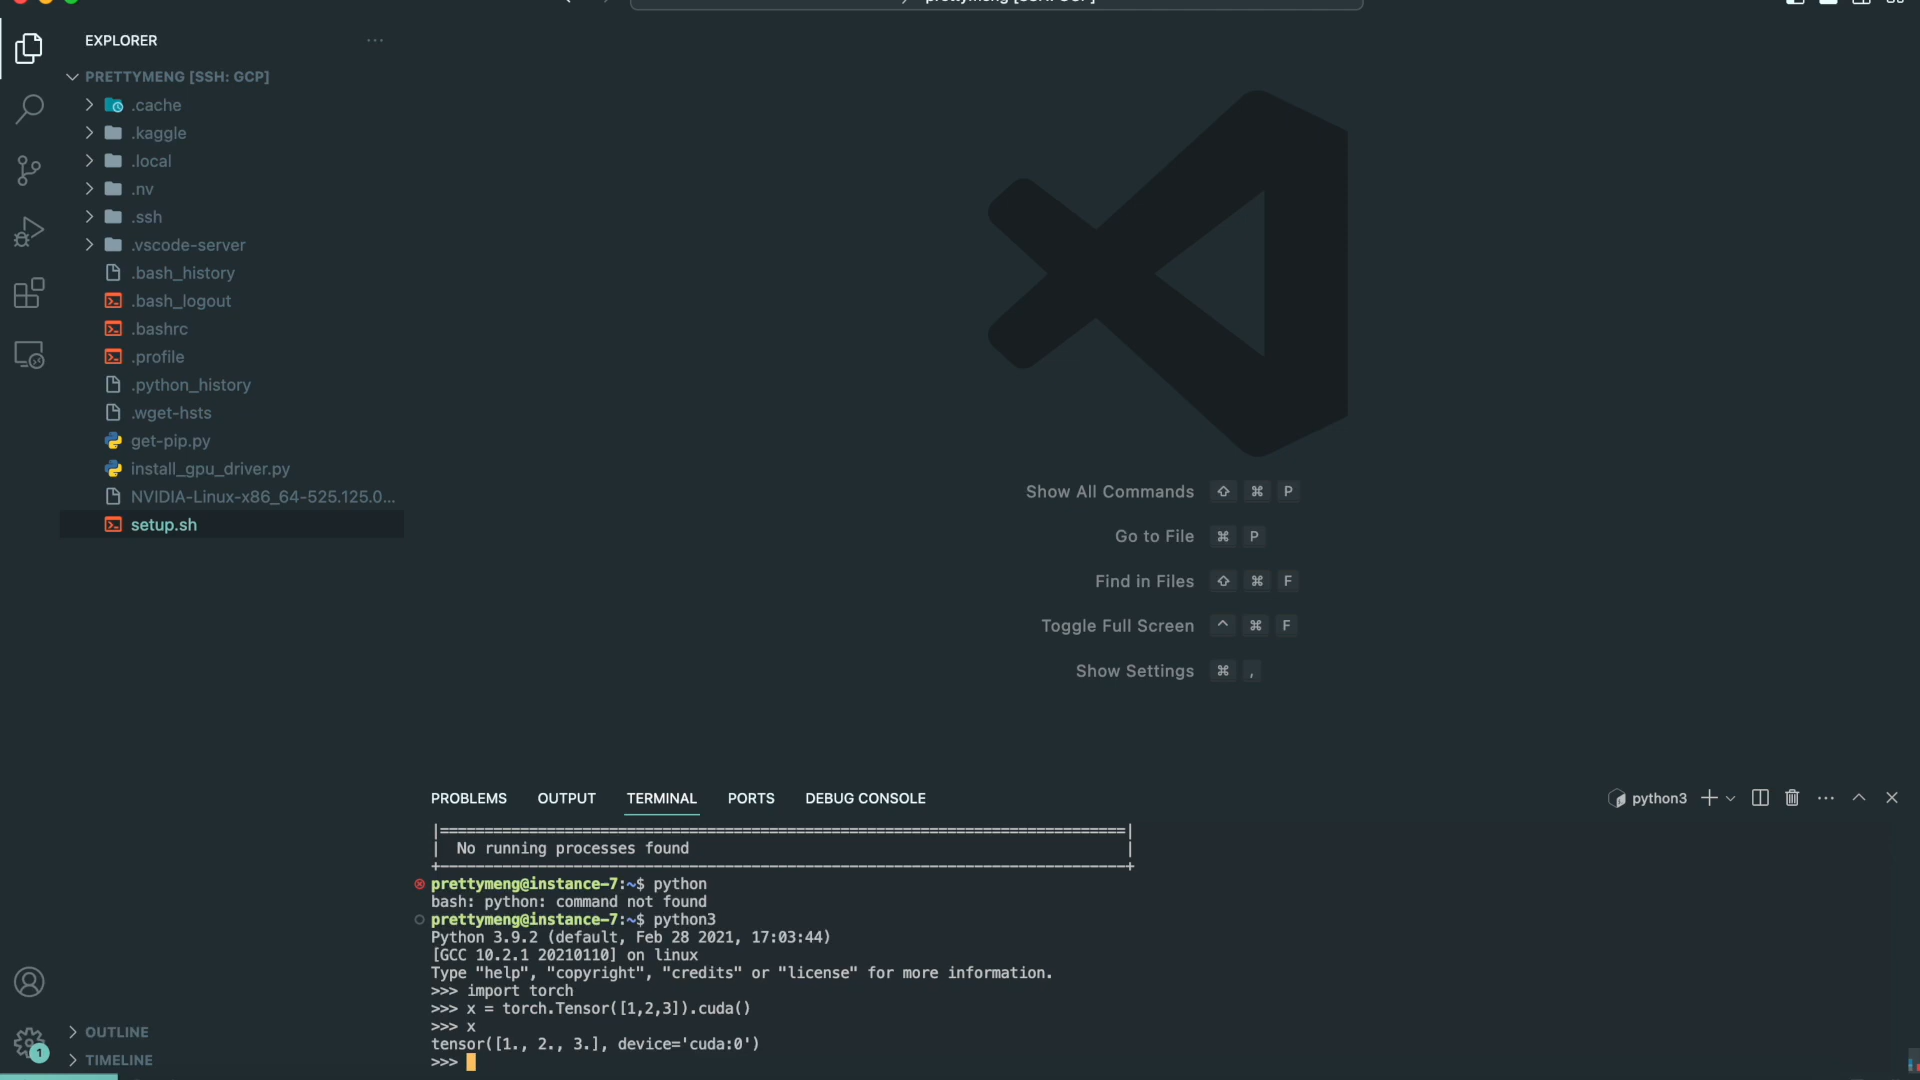 EXPLORER
PRETTYMENG [SSH: GCP]
.cache
.kaggle
.local
.nv
.ssh
.vscode-server
.bash_history
.bash_logout
.bashrc
.profile
.python_history
.wget-hsts
get-pip.py
install_gpu_driver.py
NVIDIA-Linux-x86_64-525.125.0...
setup.sh
OUTLINE
TIMELINE
1
Show All Commands ⇧ ⌘ P
Go to File ⌘ P
Find in Files ⇧ ⌘ F
Toggle Full Screen ^ ⌘ F
Show Settings ⌘ ,
PROBLEMS OUTPUT TERMINAL PORTS DEBUG CONSOLE
python3
No running processes found
prettymeng@instance-7:~$ python
bash: python: command not found
prettymeng@instance-7:~$ python3
Python 3.9.2 (default, Feb 28 2021, 17:03:44)
[GCC 10.2.1 20210110] on linux
Type "help", "copyright", "credits" or "license" for more information.
>>> import torch
>>> x = torch.Tensor([1,2,3]).cuda()
>>> x
tensor([1., 2., 3.], device='cuda:0')
>>>